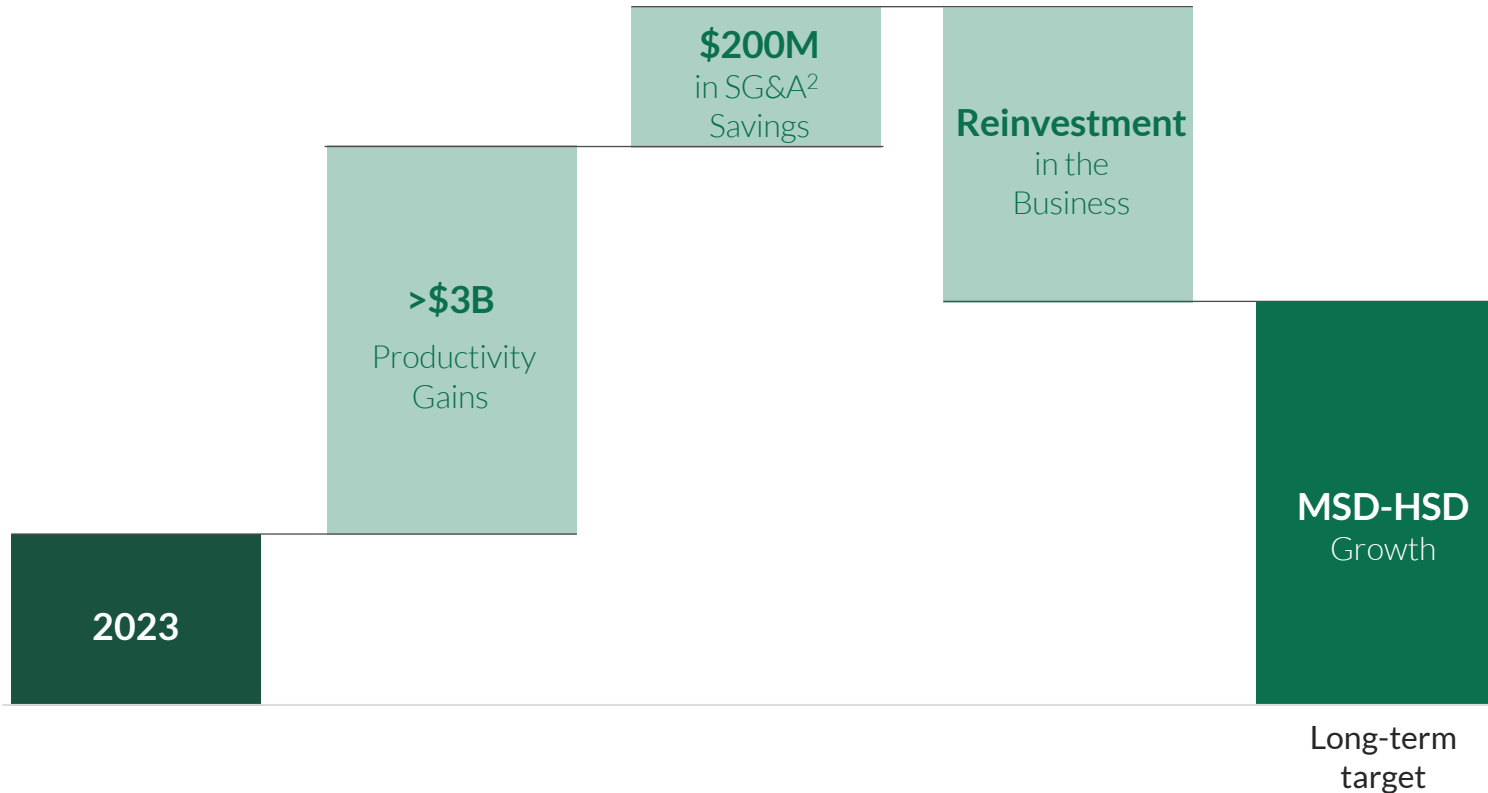 2023
>$3B
Productivity
Gains
$200M
in SG&A²
Savings
Reinvestment
in the
Business
MSD-HSD
Growth
Long-term
target